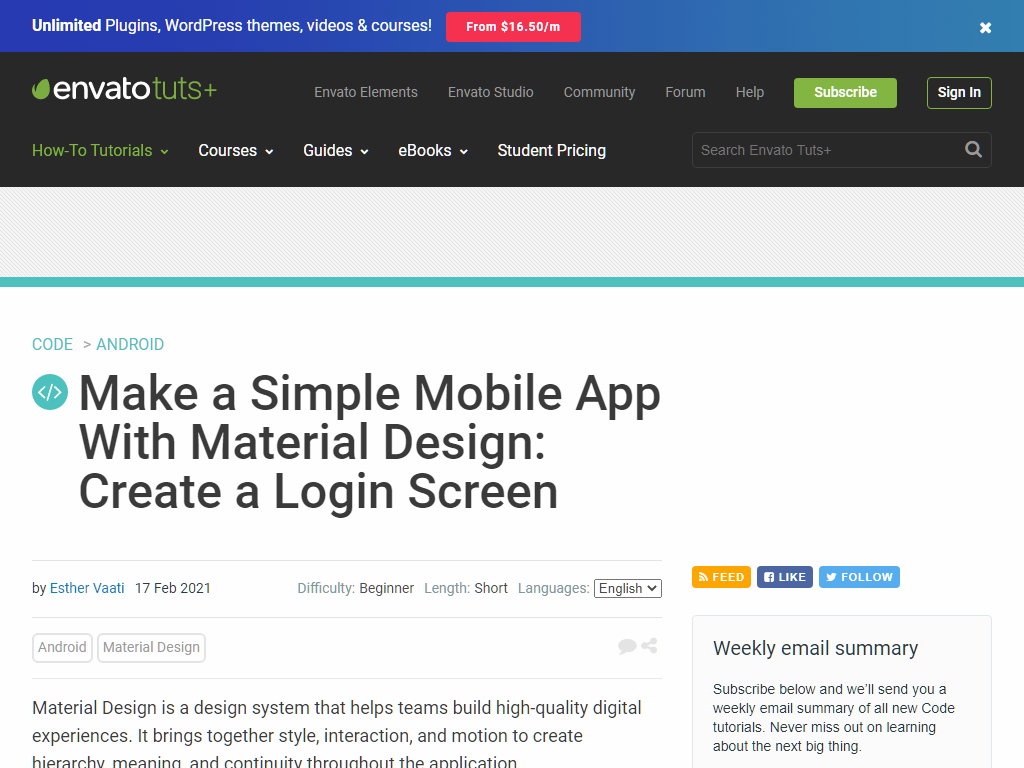 Unlimited Plugins, WordPress themes, videos & courses! From $16.50/m
envato tuts+
Envato Elements Envato Studio Community Forum Help Subscribe Sign In
How-To Tutorials Courses Guides eBooks Student Pricing
Search Envato Tuts+
CODE > ANDROID
Make a Simple Mobile App
With Material Design:
Create a Login Screen
by Esther Vaati 17 Feb 2021
Difficulty: Beginner Length: Short Languages: English
Android Material Design
Material Design is a design system that helps teams build high-quality digital
experiences. It brings together style, interaction, and motion to create
hierarchy, meaning, and continuity throughout the application.
FEED LIKE FOLLOW
Weekly email summary
Subscribe below and we'll send you a
weekly email summary of all new Code
tutorials. Never miss out on learning
about the next big thing.